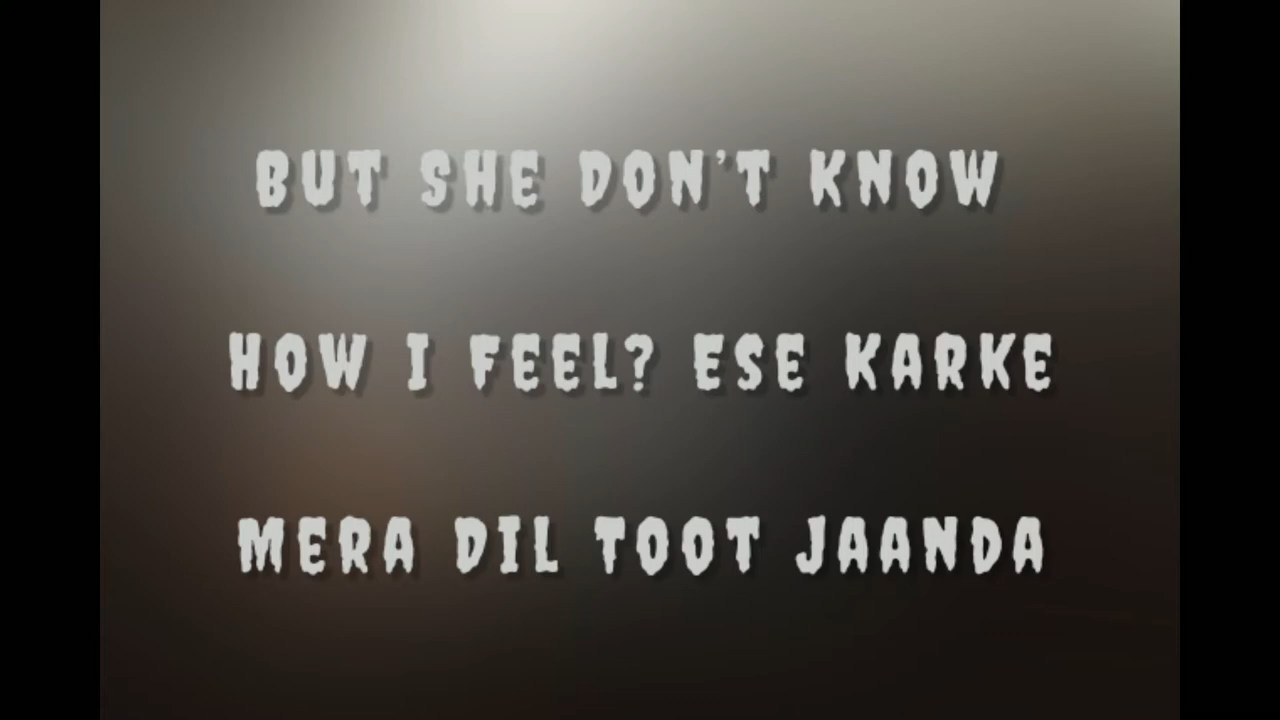 BUT SHE DON'T KNOW
HOW I FEEL? ESE KARKE
MERA DIL TOOT JAANDA